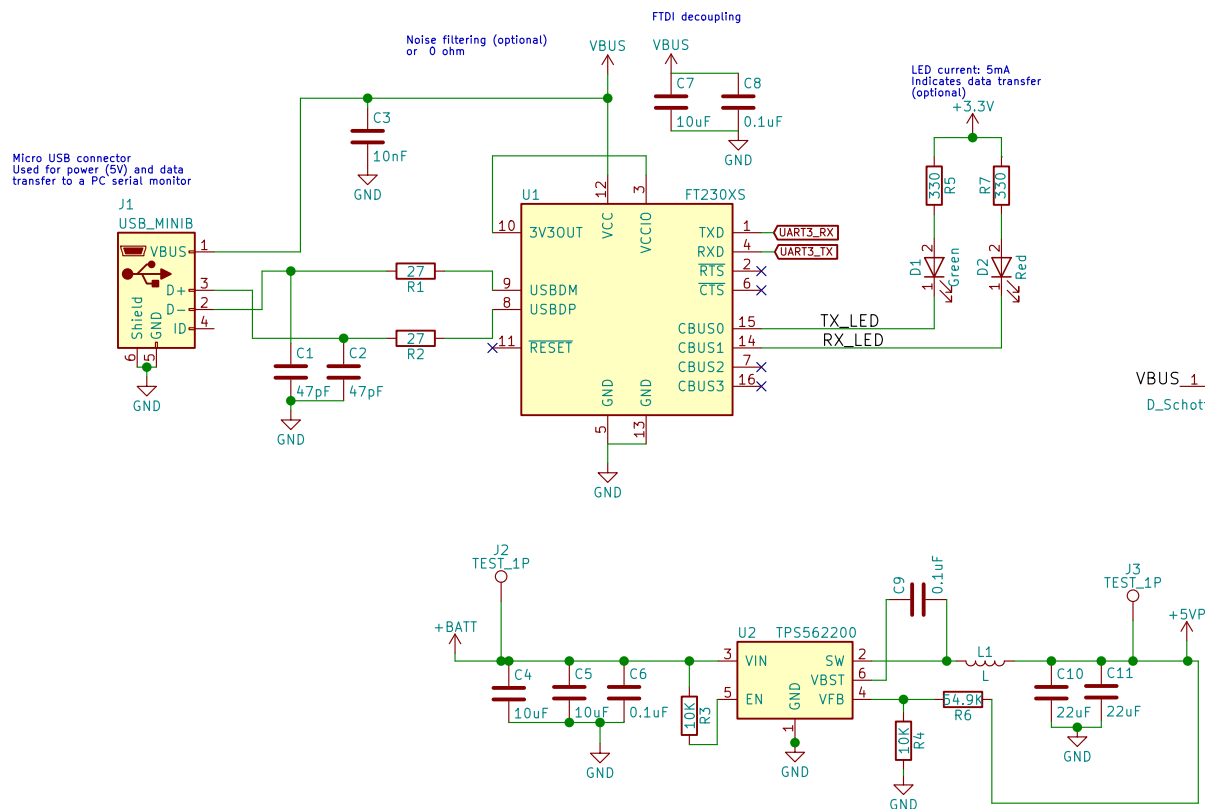 FTDI decoupling
Noise filtering (optional)
or 0 ohm
VBUS
VBUS
C7
10uF
C8
0.1uF
GND
LED current: 5mA
Indicates data transfer
(optional)
+3.3V
330
R5
R7
330
C3
10nF
GND
Micro USB connector
Used for power (5V) and data
transfer to a PC serial monitor
J1
USB_MINIB
VBUS 1
D+ 3
D- 2
ID 4
Shield
GND
6
5
GND
27
R1
27
R2
C1
47pF
C2
47pF
GND
U1
FT230XS
12
VCC
3
VCCIO
10 3V3OUT
9 USBDM
8 USBDP
11 RESET
TXD 1
RXD 4
RTS 2
CTS 6
CBUS0 15
CBUS1 14
CBUS2 7
CBUS3 16
GND
5
GND
13
GND
UART3_RX
UART3_TX
TX_LED
RX_LED
D1
2
1
Green
D2
2
1
Red
VBUS 1
D_Schot
J2
TEST_1P
+BATT
C4
10uF
C5
10uF
C6
0.1uF
GND
10K
R3
U2
TPS562200
3 VIN
5 EN
SW 2
VBST 6
VFB 4
GND
1
GND
C9
0.1uF
L1
L
54.9K
R6
10K
R4
GND
J3
TEST_1P
+5VP
C10
22uF
C11
22uF
GND